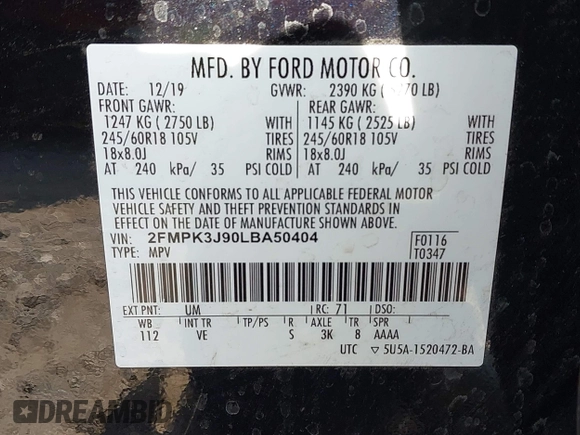 MFD. BY FORD MOTOR CO.
DATE: 12/19 GVWR: 2390 KG ( 70 LB)
FRONT GAWR: REAR GAWR:
1247 KG (2750 LB) WITH 1145 KG (2525 LB) WITH
245/60R18 105V TIRES 245/60R18 105V TIRES
18x8.0J RIMS 18x8.0J RIMS
AT 240 kPa/ 35 PSI COLD AT 240 kPa/ 35 PSI COLD
THIS VEHICLE CONFORMS TO ALL APPLICABLE FEDERAL MOTOR
VEHICLE SAFETY AND THEFT PREVENTION STANDARDS IN
EFFECT ON THE DATE OF MANUFACTURE SHOWN ABOVE.
VIN: 2FMPK3J90LBA50404 F0116
TYPE: MPV T0347
EXT PNT: UM RC: 71 DSO:
WB INT TR TP/PS R AXLE TR SPR
112 VE S 3K 8 AAAA
UTC ▽ 5U5A-1520472-BA
DREAMBID